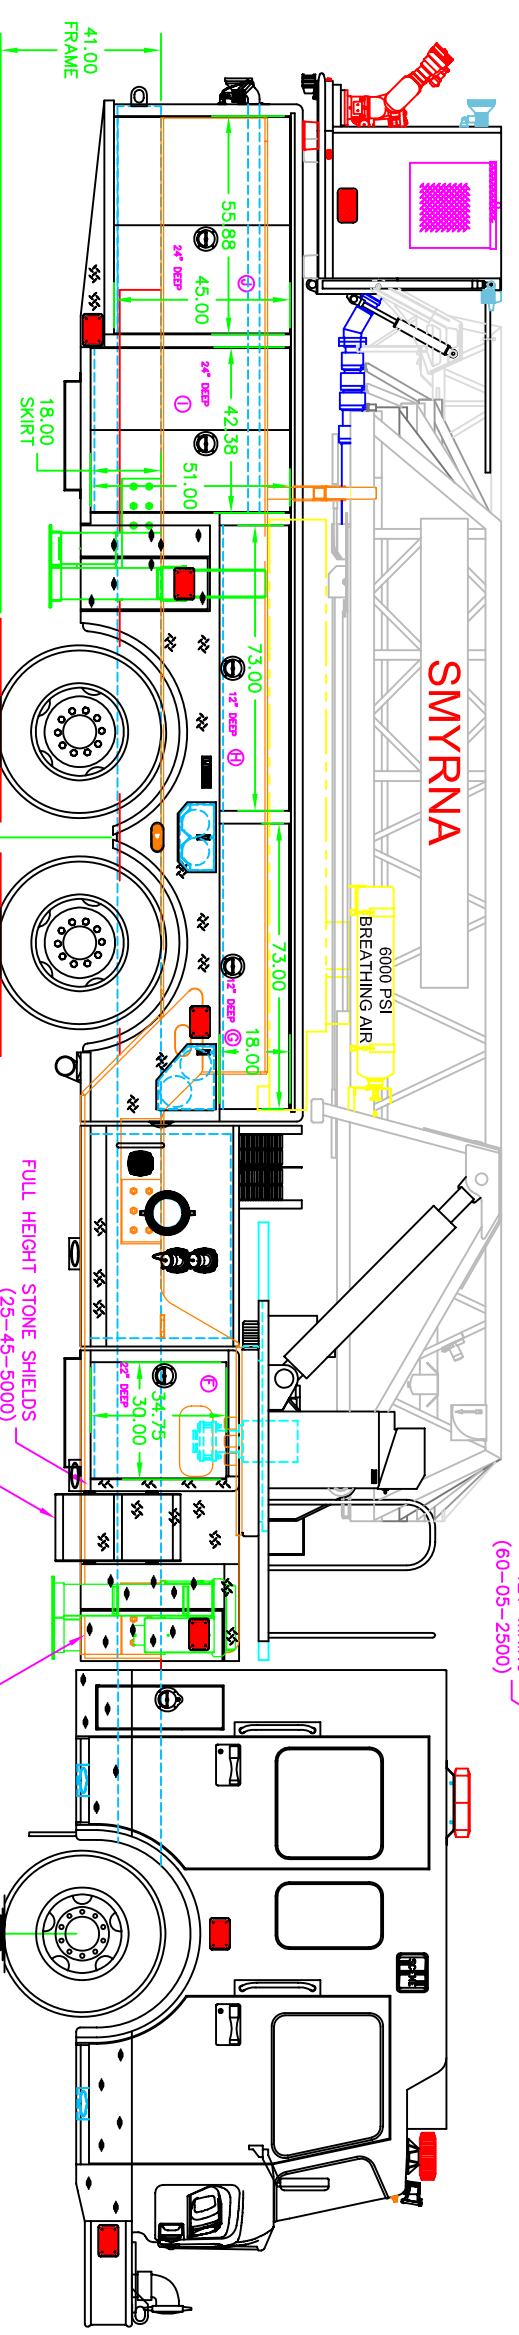 41.00
FRAME
55.88
24" DEEP
J
45.00
24" DEEP
I
42.38
18.00
SKIRT
51.00
73.00
12" DEEP
H
SMYRNA
6000 PSI
BREATHING AIR
73.00
12" DEEP
G
18.00
FULL HEIGHT STONE SHIELDS
(25-45-5000)
22" DEEP
F
34.75
30.00
(60-05-2500)